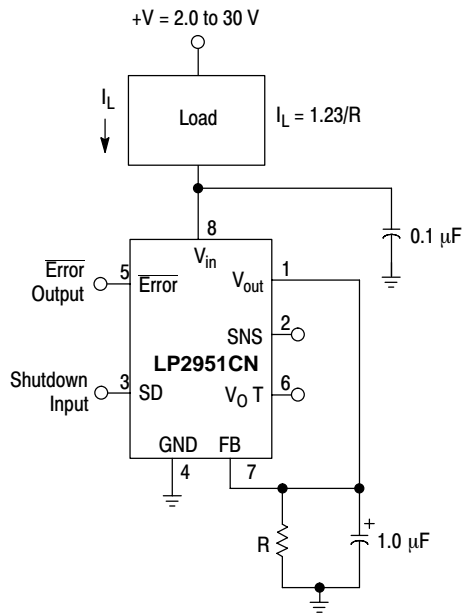 +V = 2.0 to 30 V
I_L
Load
I_L = 1.23/R
0.1 µF
8
V_in
Error
Output
5
Error
V_out
1
SNS
2
LP2951CN
Shutdown
Input
3
SD
V_O T
6
GND
FB
4
7
R
+
1.0 µF